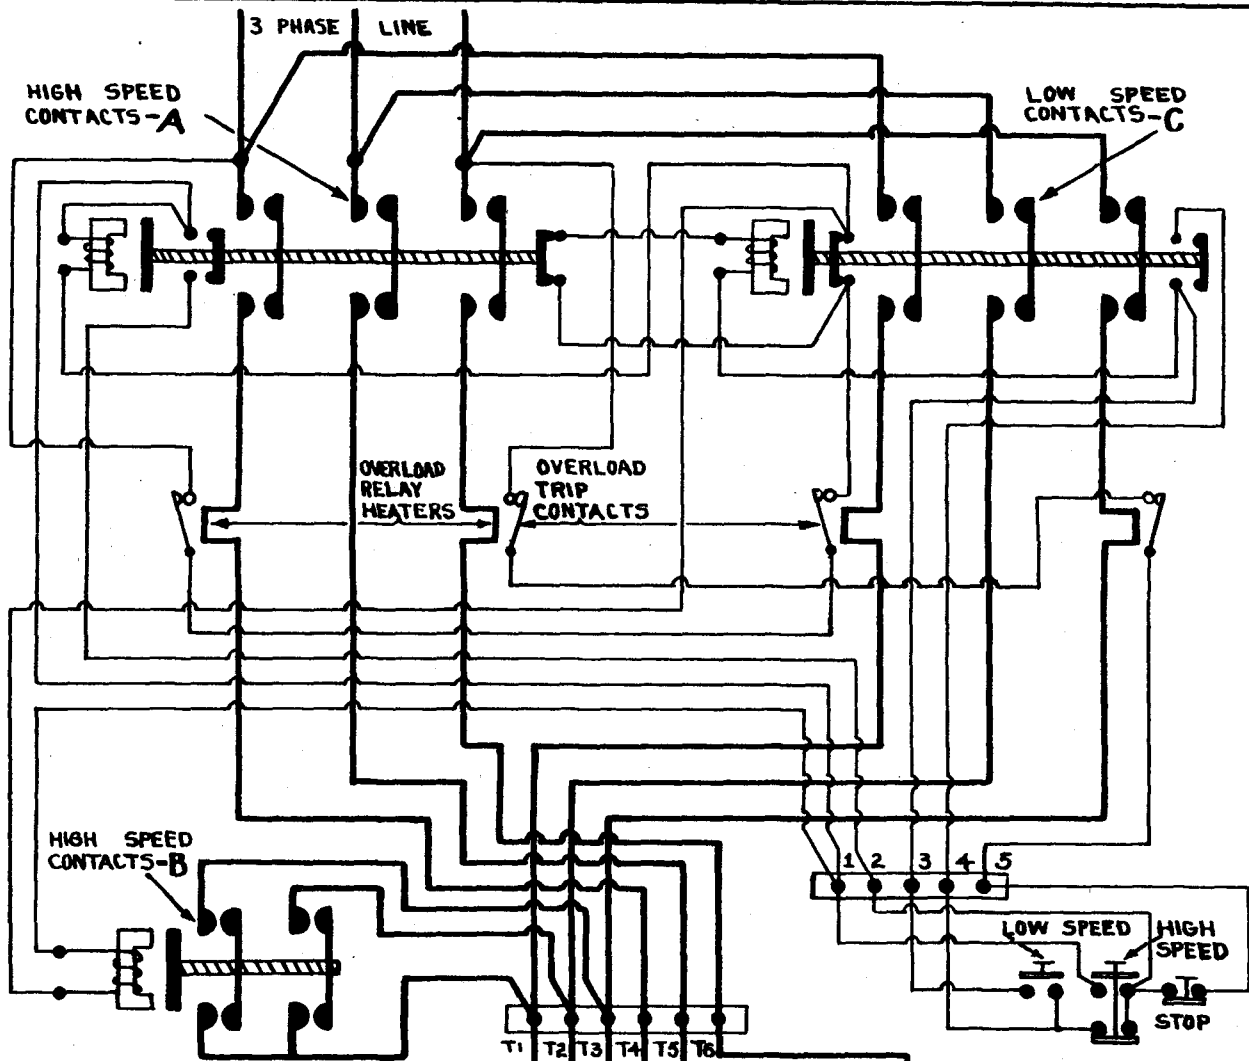 3 PHASE LINE
HIGH SPEED
CONTACTS-A
LOW SPEED
CONTACTS-C
OVERLOAD
RELAY
HEATERS
OVERLOAD
TRIP
CONTACTS
HIGH SPEED
CONTACTS-B
1 2 3 4 5
LOW SPEED
HIGH
SPEED
STOP
T1 T2 T3 T4 T5 T6